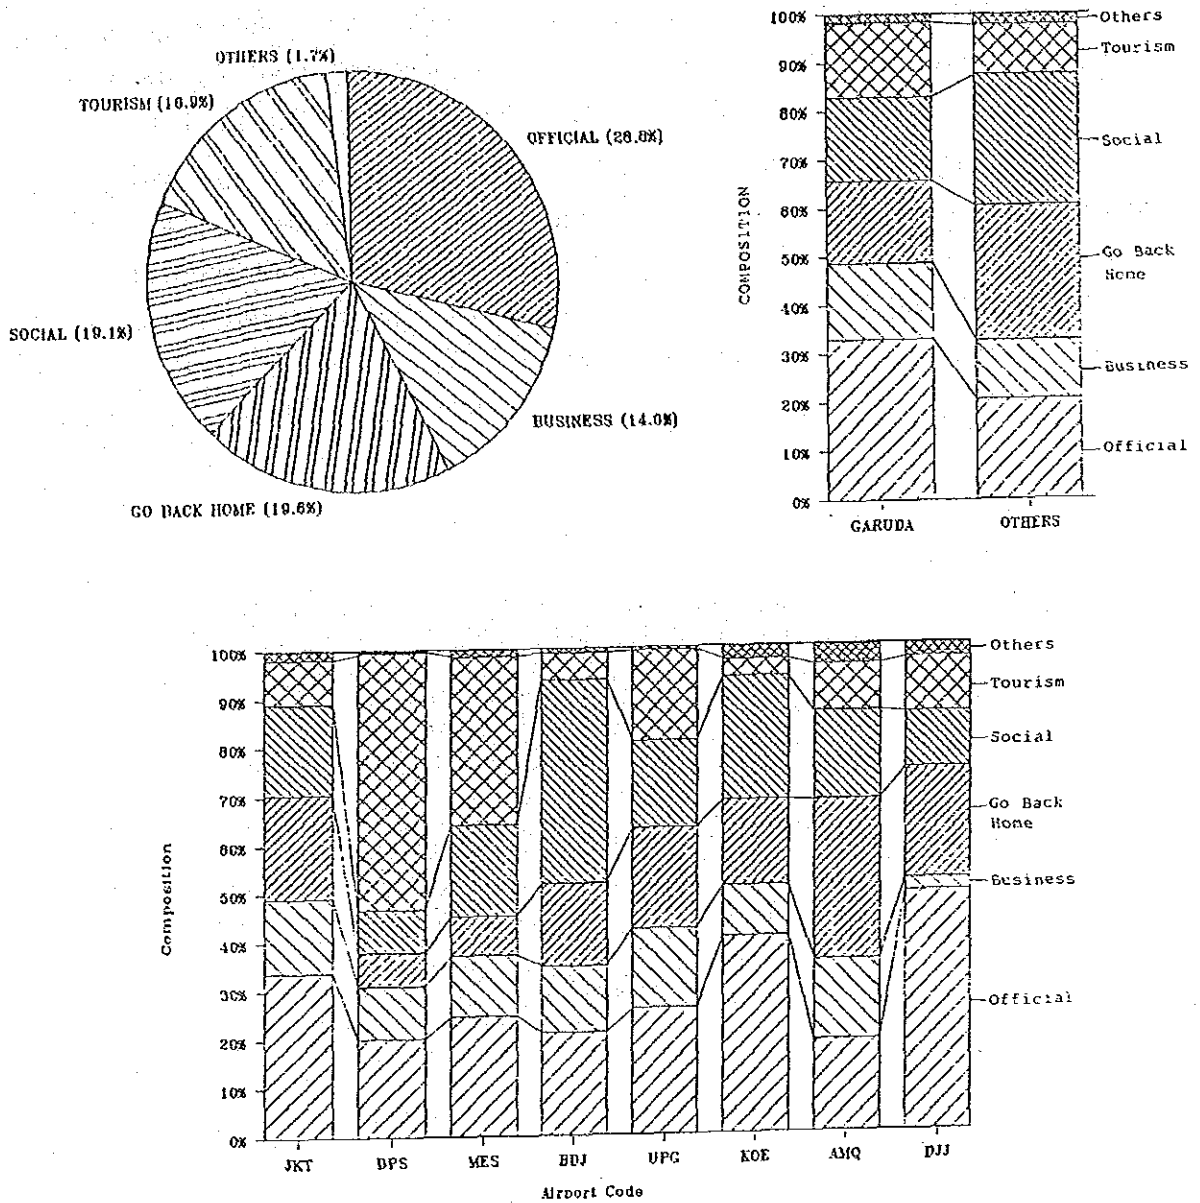 OTHERS (1.7%)
TOURISM (16.9%)
OFFICIAL (28.8%)
SOCIAL (19.1%)
BUSINESS (14.0%)
GO BACK HOME (19.6%)
100%
90%
80%
70%
60%
50%
40%
30%
20%
10%
0%
COMPOSITION
Others
Tourism
Social
Go Back
Home
Business
Official
GARUDA
OTHERS
100%
90%
80%
70%
60%
50%
40%
30%
20%
10%
0%
Composition
Others
Tourism
Social
Go Back
Home
Business
Official
JKT
DPS
MES
BDJ
UPG
KOE
AMQ
DJJ
Airport Code